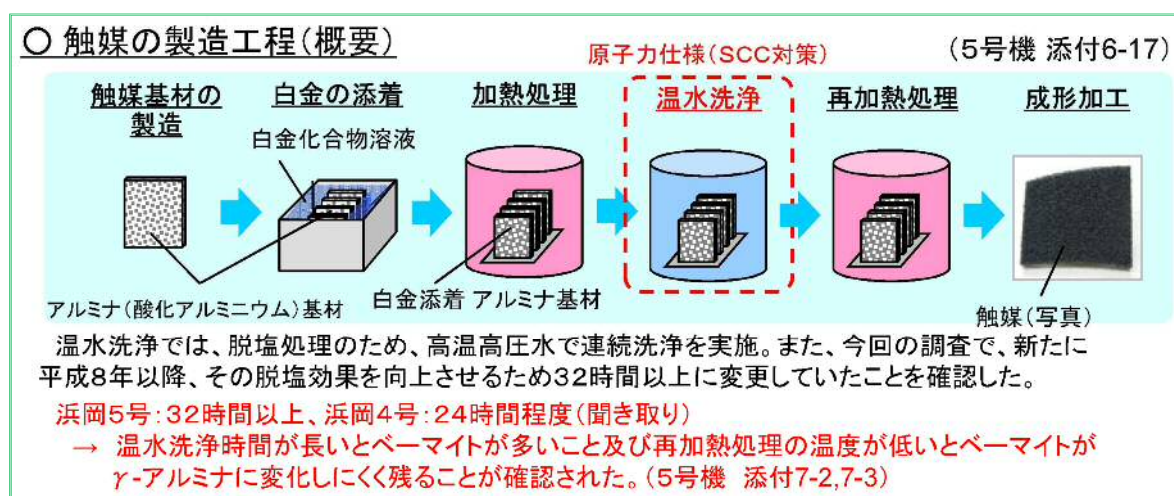 ○ 触媒の製造工程(概要)
原子力仕様(SCC対策)
(5号機 添付6-17)
触媒基材の
製造
白金の添着
加熱処理
温水洗浄
再加熱処理
成形加工
白金化合物溶液
アルミナ(酸化アルミニウム)基材
白金添着 アルミナ基材
触媒(写真)
温水洗浄では、脱塩処理のため、高温高圧水で連続洗浄を実施。また、今回の調査で、新たに
平成8年以降、その脱塩効果を向上させるため32時間以上に変更していたことを確認した。
浜岡5号:32時間以上、浜岡4号:24時間程度(聞き取り)
→ 温水洗浄時間が長いとベーマイトが多いこと及び再加熱処理の温度が低いとベーマイトが
γ-アルミナに変化しにくく残ることが確認された。(5号機 添付7-2,7-3)